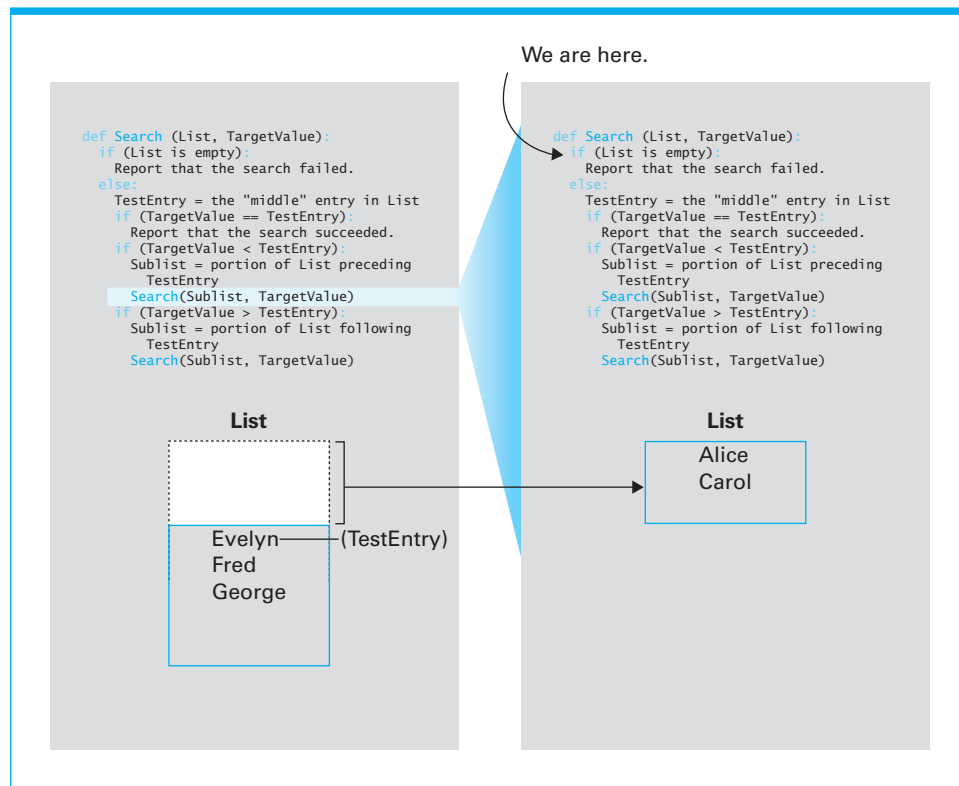 We are here.
def Search (List, TargetValue):
if (List is empty):
Report that the search failed.
else:
TestEntry = the "middle" entry in List
if (TargetValue == TestEntry):
Report that the search succeeded.
if (TargetValue < TestEntry):
Sublist = portion of List preceding
TestEntry
Search(Sublist, TargetValue)
if (TargetValue > TestEntry):
Sublist = portion of List following
TestEntry
Search(Sublist, TargetValue)
List
Evelyn (TestEntry)
Fred
George
def Search (List, TargetValue):
if (List is empty):
Report that the search failed.
else:
TestEntry = the "middle" entry in List
if (TargetValue == TestEntry):
Report that the search succeeded.
if (TargetValue < TestEntry):
Sublist = portion of List preceding
TestEntry
Search(Sublist, TargetValue)
if (TargetValue > TestEntry):
Sublist = portion of List following
TestEntry
Search(Sublist, TargetValue)
List
Alice
Carol